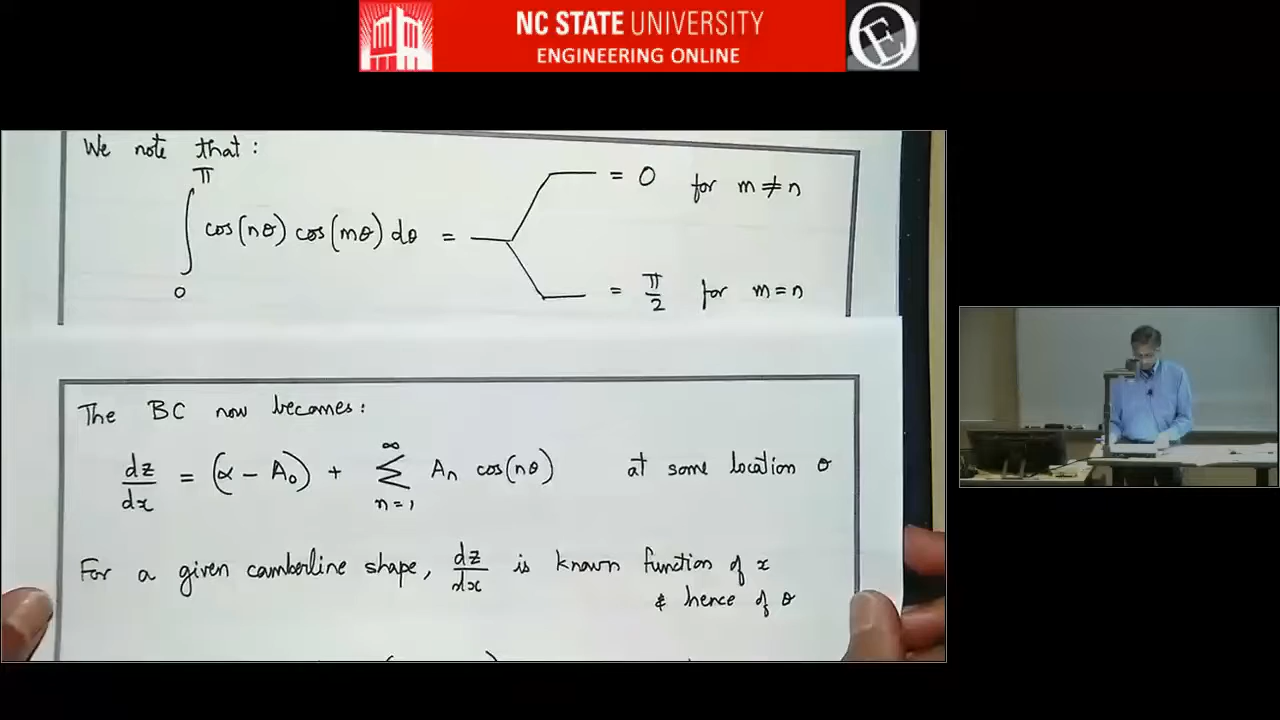 NC STATE UNIVERSITY
ENGINEERING ONLINE
We note that:
∫₀^π cos(nθ) cos(mθ) dθ = = 0 for m ≠ n
= π/2 for m = n
The BC now becomes:
dz/dx = (α − A₀) + ∑_{n=1}^{∞} Aₙ cos(nθ) at some location θ
For a given camberline shape, dz/dx is known function of x
& hence of θ